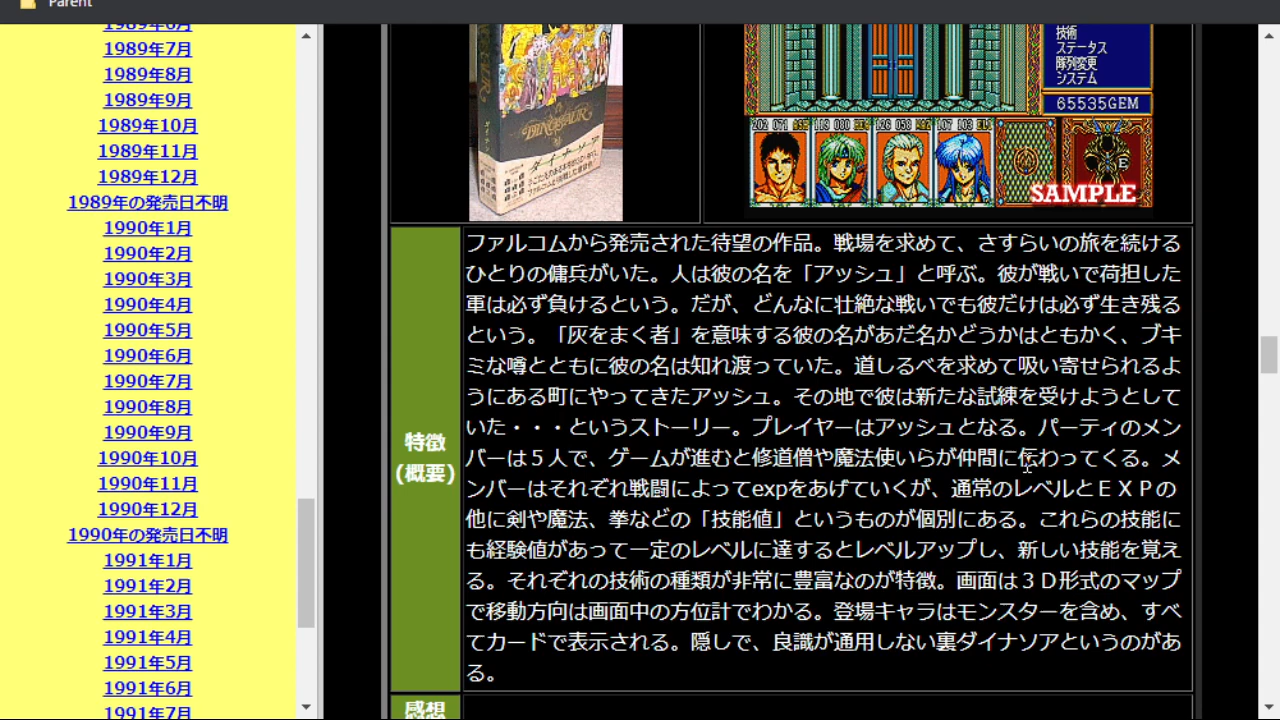 Parent
1989年6月
1989年7月
1989年8月
1989年9月
1989年10月
1989年11月
1989年12月
1989年の発売日不明
1990年1月
1990年2月
1990年3月
1990年4月
1990年5月
1990年6月
1990年7月
1990年8月
1990年9月
1990年10月
1990年11月
1990年12月
1990年の発売日不明
1991年1月
1991年2月
1991年3月
1991年4月
1991年5月
1991年6月
1991年7月
DINOSAUR
ダイナソア
技術
ステータス
隊列変更
システム
65535GEM
202 071 ASH
107 103
E
SAMPLE
特徴
(概要)
ファルコムから発売された待望の作品。戦場を求めて、さすらいの旅を続ける
ひとりの傭兵がいた。人は彼の名を「アッシュ」と呼ぶ。彼が戦いで荷担した
軍は必ず負けるという。だが、どんなに壮絶な戦いでも彼だけは必ず生き残る
という。「灰をまく者」を意味する彼の名があだ名かどうかはともかく、ブキ
ミな噂とともに彼の名は知れ渡っていた。道しるべを求めて吸い寄せられるよ
うにある町にやってきたアッシュ。その地で彼は新たな試練を受けようとして
いた・・・というストーリー。プレイヤーはアッシュとなる。パーティのメン
バーは５人で、ゲームが進むと修道僧や魔法使いらが仲間に伝わってくる。メ
ンバーはそれぞれ戦闘によってexpをあげていくが、通常のレベルとＥＸＰの
他に剣や魔法、拳などの「技能値」というものが個別にある。これらの技能に
も経験値があって一定のレベルに達するとレベルアップし、新しい技能を覚え
る。それぞれの技術の種類が非常に豊富なのが特徴。画面は３Ｄ形式のマップ
で移動方向は画面中の方位計でわかる。登場キャラはモンスターを含め、すべ
てカードで表示される。隠しで、良識が通用しない裏ダイナソアというのがあ
る。
感想